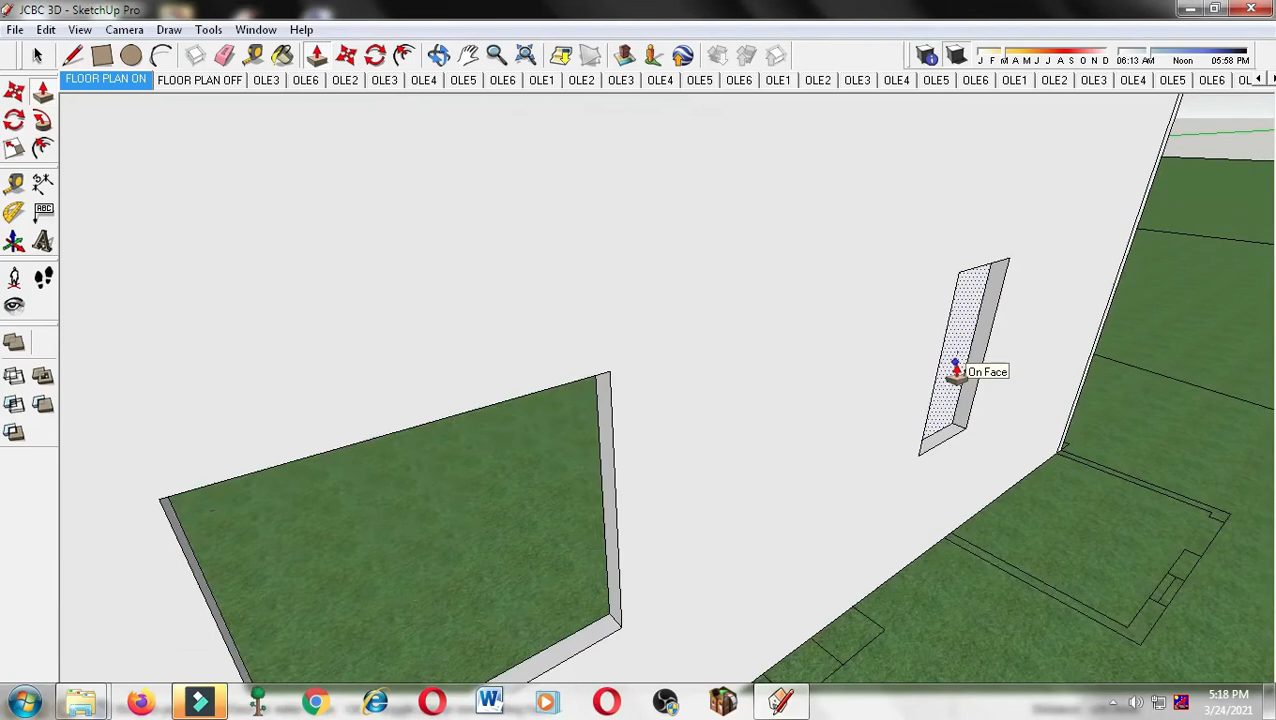 JCBC 3D - SketchUp Pro
File Edit View Camera Draw Tools Window Help
J F M A M J J A S O N D 06:13 AM Noon 05:58 PM
FLOOR PLAN ON FLOOR PLAN OFF OLE3 OLE6 OLE2 OLE3 OLE4 OLE5 OLE6 OLE1 OLE2 OLE3 OLE4 OLE5 OLE6 OLE1 OLE2 OLE3 OLE4 OLE5 OLE6 OLE1 OLE2 OLE3 OLE4 OLE5 OLE6 OL
ABC
A
On Face
W
5:18 PM
3/24/2021